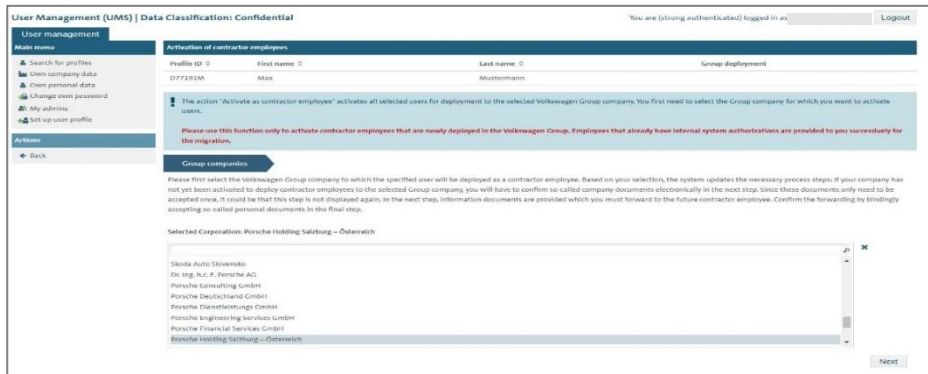 User Management (UMS) | Data Classification: Confidential
You are (strong authenticated) logged in as
Logout
User management
Main menu
Search for profiles
Own company data
Own personal data
Change own password
My admins
Set up user profile
Actions
Back
Activation of contractor employees
Profile ID First name Last name Group deployment
D77191M Max Mustermann
The action "Activate as contractor employee" activates all selected users for deployment to the selected Volkswagen Group company. You first need to select the Group company for which you want to activate
users.
Please use this function only to activate contractor employees that are newly deployed in the Volkswagen Group. Employees that already have internal system authorizations are provided to you successively for
the migration.
Group companies
Please first select the Volkswagen Group company to which the specified user will be deployed as a contractor employee. Based on your selection, the system updates the necessary process steps: If your company has
not yet been activated to deploy contractor employees to the selected Group company, you will have to confirm so called company documents electronically in the next step. Since these documents only need to be
accepted once, it could be that this step is not displayed again. In the next step, information documents are provided which you must forward to the future contractor employee. Confirm the forwarding by bindingly
accepting so-called personal documents in the final step.
Selected Corporation: Porsche Holding Salzburg – Österreich
Skoda Auto Slovensko
Dr. Ing. h.c. F. Porsche AG
Porsche Consulting GmbH
Porsche Deutschland GmbH
Porsche Dienstleistungs GmbH
Porsche Engineering Services GmbH
Porsche Financial Services GmbH
Porsche Holding Salzburg – Österreich
Next